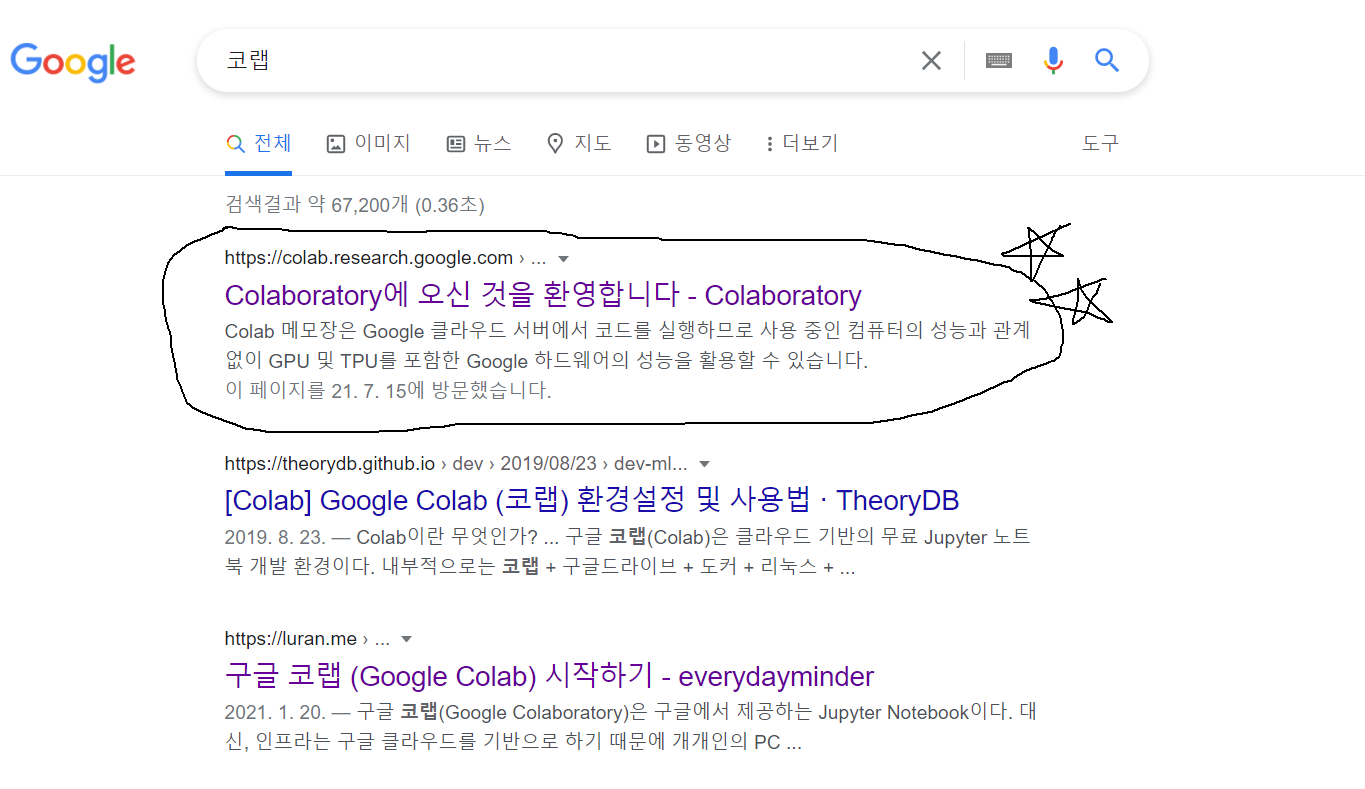 Google
코랩
전체 이미지 뉴스 지도 동영상 더보기 도구
검색결과 약 67,200개 (0.36초)
https://colab.research.google.com › ...
Colaboratory에 오신 것을 환영합니다 - Colaboratory
Colab 메모장은 Google 클라우드 서버에서 코드를 실행하므로 사용 중인 컴퓨터의 성능과 관계
없이 GPU 및 TPU를 포함한 Google 하드웨어의 성능을 활용할 수 있습니다.
이 페이지를 21. 7. 15에 방문했습니다.
https://theorydb.github.io › dev › 2019/08/23 › dev-ml...
[Colab] Google Colab (코랩) 환경설정 및 사용법 · TheoryDB
2019. 8. 23. — Colab이란 무엇인가? ... 구글 코랩(Colab)은 클라우드 기반의 무료 Jupyter 노트
북 개발 환경이다. 내부적으로는 코랩 + 구글드라이브 + 도커 + 리눅스 + ...
https://luran.me › ...
구글 코랩 (Google Colab) 시작하기 - everydayminder
2021. 1. 20. — 구글 코랩(Google Colaboratory)은 구글에서 제공하는 Jupyter Notebook이다. 대
신, 인프라는 구글 클라우드를 기반으로 하기 때문에 개개인의 PC ...